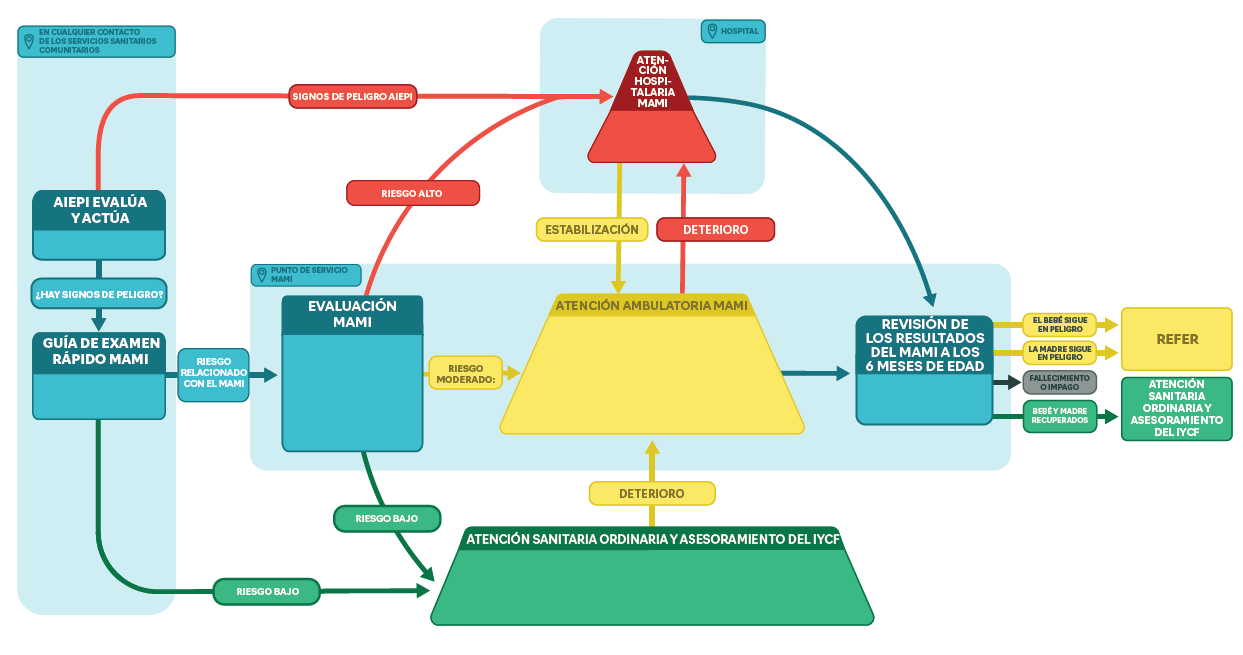 EN CUALQUIER CONTACTO
DE LOS SERVICIOS SANITARIOS
COMUNITARIOS
HOSPITAL
ATEN-
CIÓN
HOSPI-
TALARIA
MAMI
SIGNOS DE PELIGRO AIEPI
RIESGO ALTO
AIEPI EVALÚA
Y ACTÚA
¿HAY SIGNOS DE PELIGRO?
GUÍA DE EXAMEN
RÁPIDO MAMI
RIESGO
RELACIONADO
CON EL MAMI
ESTABILIZACIÓN
DETERIORO
PUNTO DE SERVICIO
MAMI
EVALUACIÓN
MAMI
RIESGO
MODERADO:
ATENCIÓN AMBULATORIA MAMI
REVISIÓN DE
LOS RESULTADOS
DEL MAMI A LOS
6 MESES DE EDAD
EL BEBÉ SIGUE
EN PELIGRO
LA MADRE SIGUE
EN PELIGRO
FALLECIMIENTO
O IMPAGO
BEBÉ Y MADRE
RECUPERADOS
REFER
ATENCIÓN
SANITARIA
ORDINARIA Y
ASESORAMIENTO
DEL IYCF
DETERIORO
RIESGO BAJO
ATENCIÓN SANITARIA ORDINARIA Y ASESORAMIENTO DEL IYCF
RIESGO BAJO